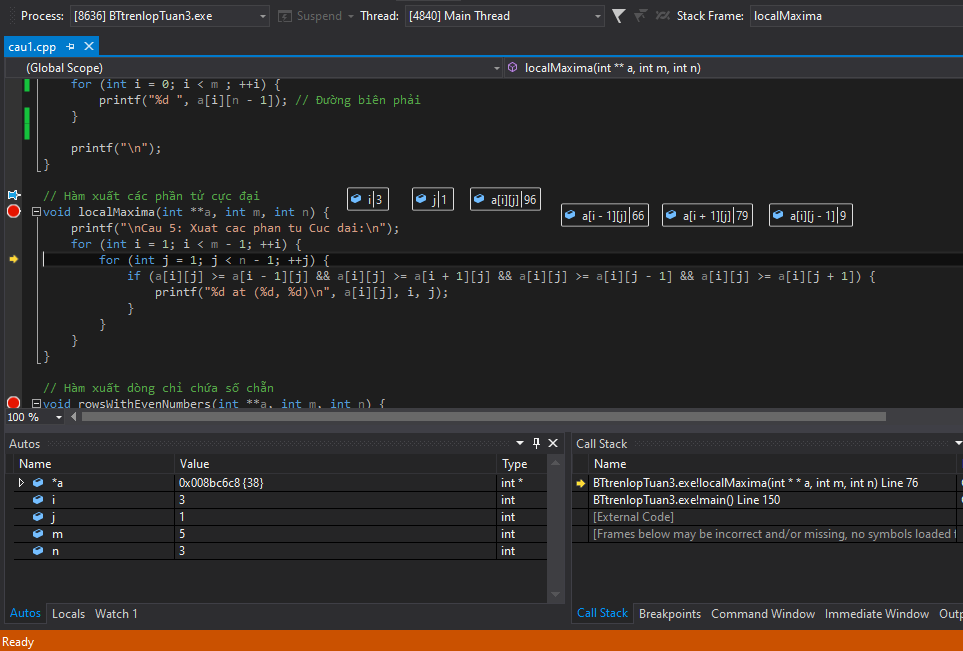 Process: [8636] BTtrenlopTuan3.exe Suspend Thread: [4840] Main Thread Stack Frame: localMaxima
cau1.cpp
(Global Scope) localMaxima(int ** a, int m, int n)
for (int i = 0; i < m ; ++i) {
printf("%d ", a[i][n - 1]); // Đường biên phải
}
printf("\n");
}
// Hàm xuất các phần tử cực đại
i 3 j 1 a[i][j] 96
a[i - 1][j] 66 a[i + 1][j] 79 a[i][j - 1] 9
void localMaxima(int **a, int m, int n) {
printf("\nCau 5: Xuat cac phan tu Cuc dai:\n");
for (int i = 1; i < m - 1; ++i) {
for (int j = 1; j < n - 1; ++j) {
if (a[i][j] >= a[i - 1][j] && a[i][j] >= a[i + 1][j] && a[i][j] >= a[i][j - 1] && a[i][j] >= a[i][j + 1]) {
printf("%d at (%d, %d)\n", a[i][j], i, j);
}
}
}
}
// Hàm xuất dòng chỉ chứa số chẵn
void rowsWithEvenNumbers(int **a, int m, int n) {
100 %
Autos
Name Value Type
*a 0x008bc6c8 {38} int *
i 3 int
j 1 int
m 5 int
n 3 int
Autos Locals Watch 1
Call Stack
Name
BTtrenlopTuan3.exe!localMaxima(int * * a, int m, int n) Line 76
BTtrenlopTuan3.exe!main() Line 150
[External Code]
[Frames below may be incorrect and/or missing, no symbols loaded f
Call Stack Breakpoints Command Window Immediate Window Outp
Ready